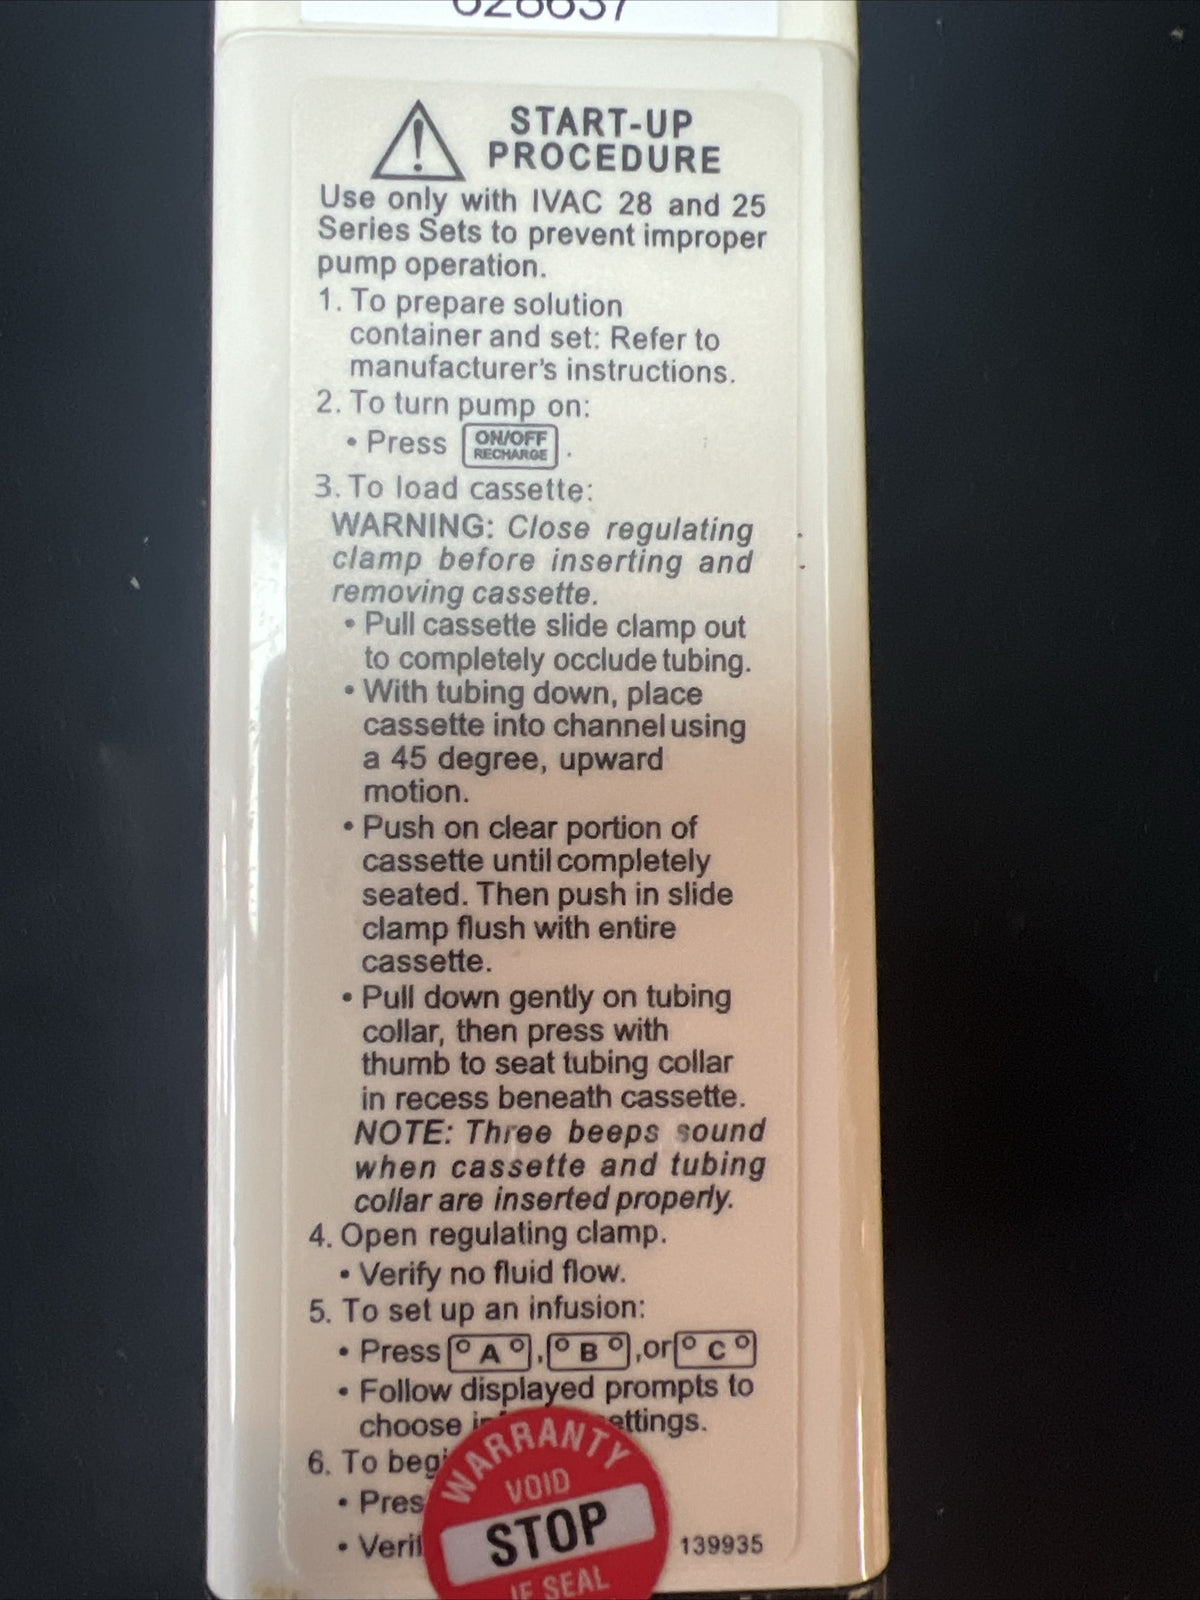 START-UP
PROCEDURE
Use only with IVAC 28 and 25
Series Sets to prevent improper
pump operation.
1. To prepare solution
container and set: Refer to
manufacturer's instructions.
2. To turn pump on:
• Press ON/OFF
RECHARGE .
3. To load cassette:
WARNING: Close regulating
clamp before inserting and
removing cassette.
• Pull cassette slide clamp out
to completely occlude tubing.
• With tubing down, place
cassette into channel using
a 45 degree, upward
motion.
• Push on clear portion of
cassette until completely
seated. Then push in slide
clamp flush with entire
cassette.
• Pull down gently on tubing
collar, then press with
thumb to seat tubing collar
in recess beneath cassette.
NOTE: Three beeps sound
when cassette and tubing
collar are inserted properly.
4. Open regulating clamp.
• Verify no fluid flow.
5. To set up an infusion:
• Press A , B ,or C
• Follow displayed prompts to
choose
6. To
•
•
139935
WARRANTY
VOID
STOP
IF SEAL